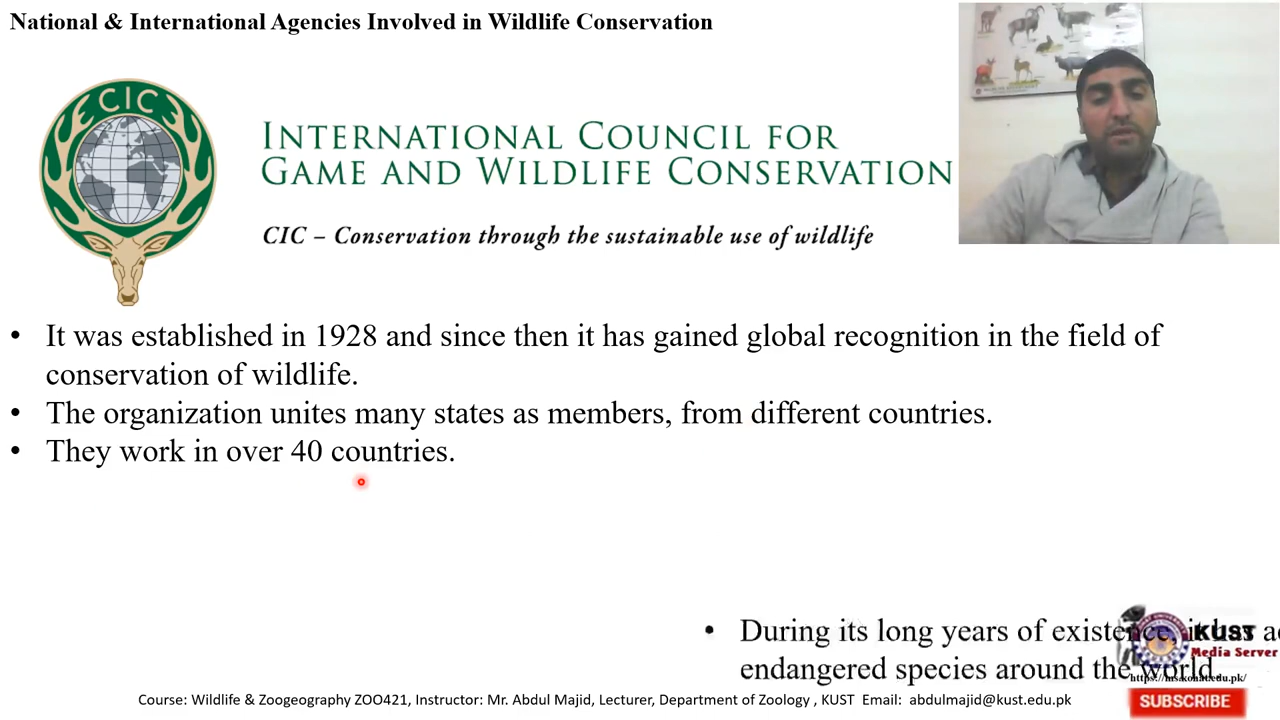 National & International Agencies Involved in Wildlife Conservation
CIC
INTERNATIONAL COUNCIL FOR
GAME AND WILDLIFE CONSERVATION
CIC – Conservation through the sustainable use of wildlife
• It was established in 1928 and since then it has gained global recognition in the field of
conservation of wildlife.
• The organization unites many states as members, from different countries.
• They work in over 40 countries.
• During its long years of existence, it has
endangered species around the world.
KUST
Media Server
Course: Wildlife & Zoogeography ZOO421, Instructor: Mr. Abdul Majid, Lecturer, Department of Zoology , KUST Email: abdulmajid@kust.edu.pk
SUBSCRIBE